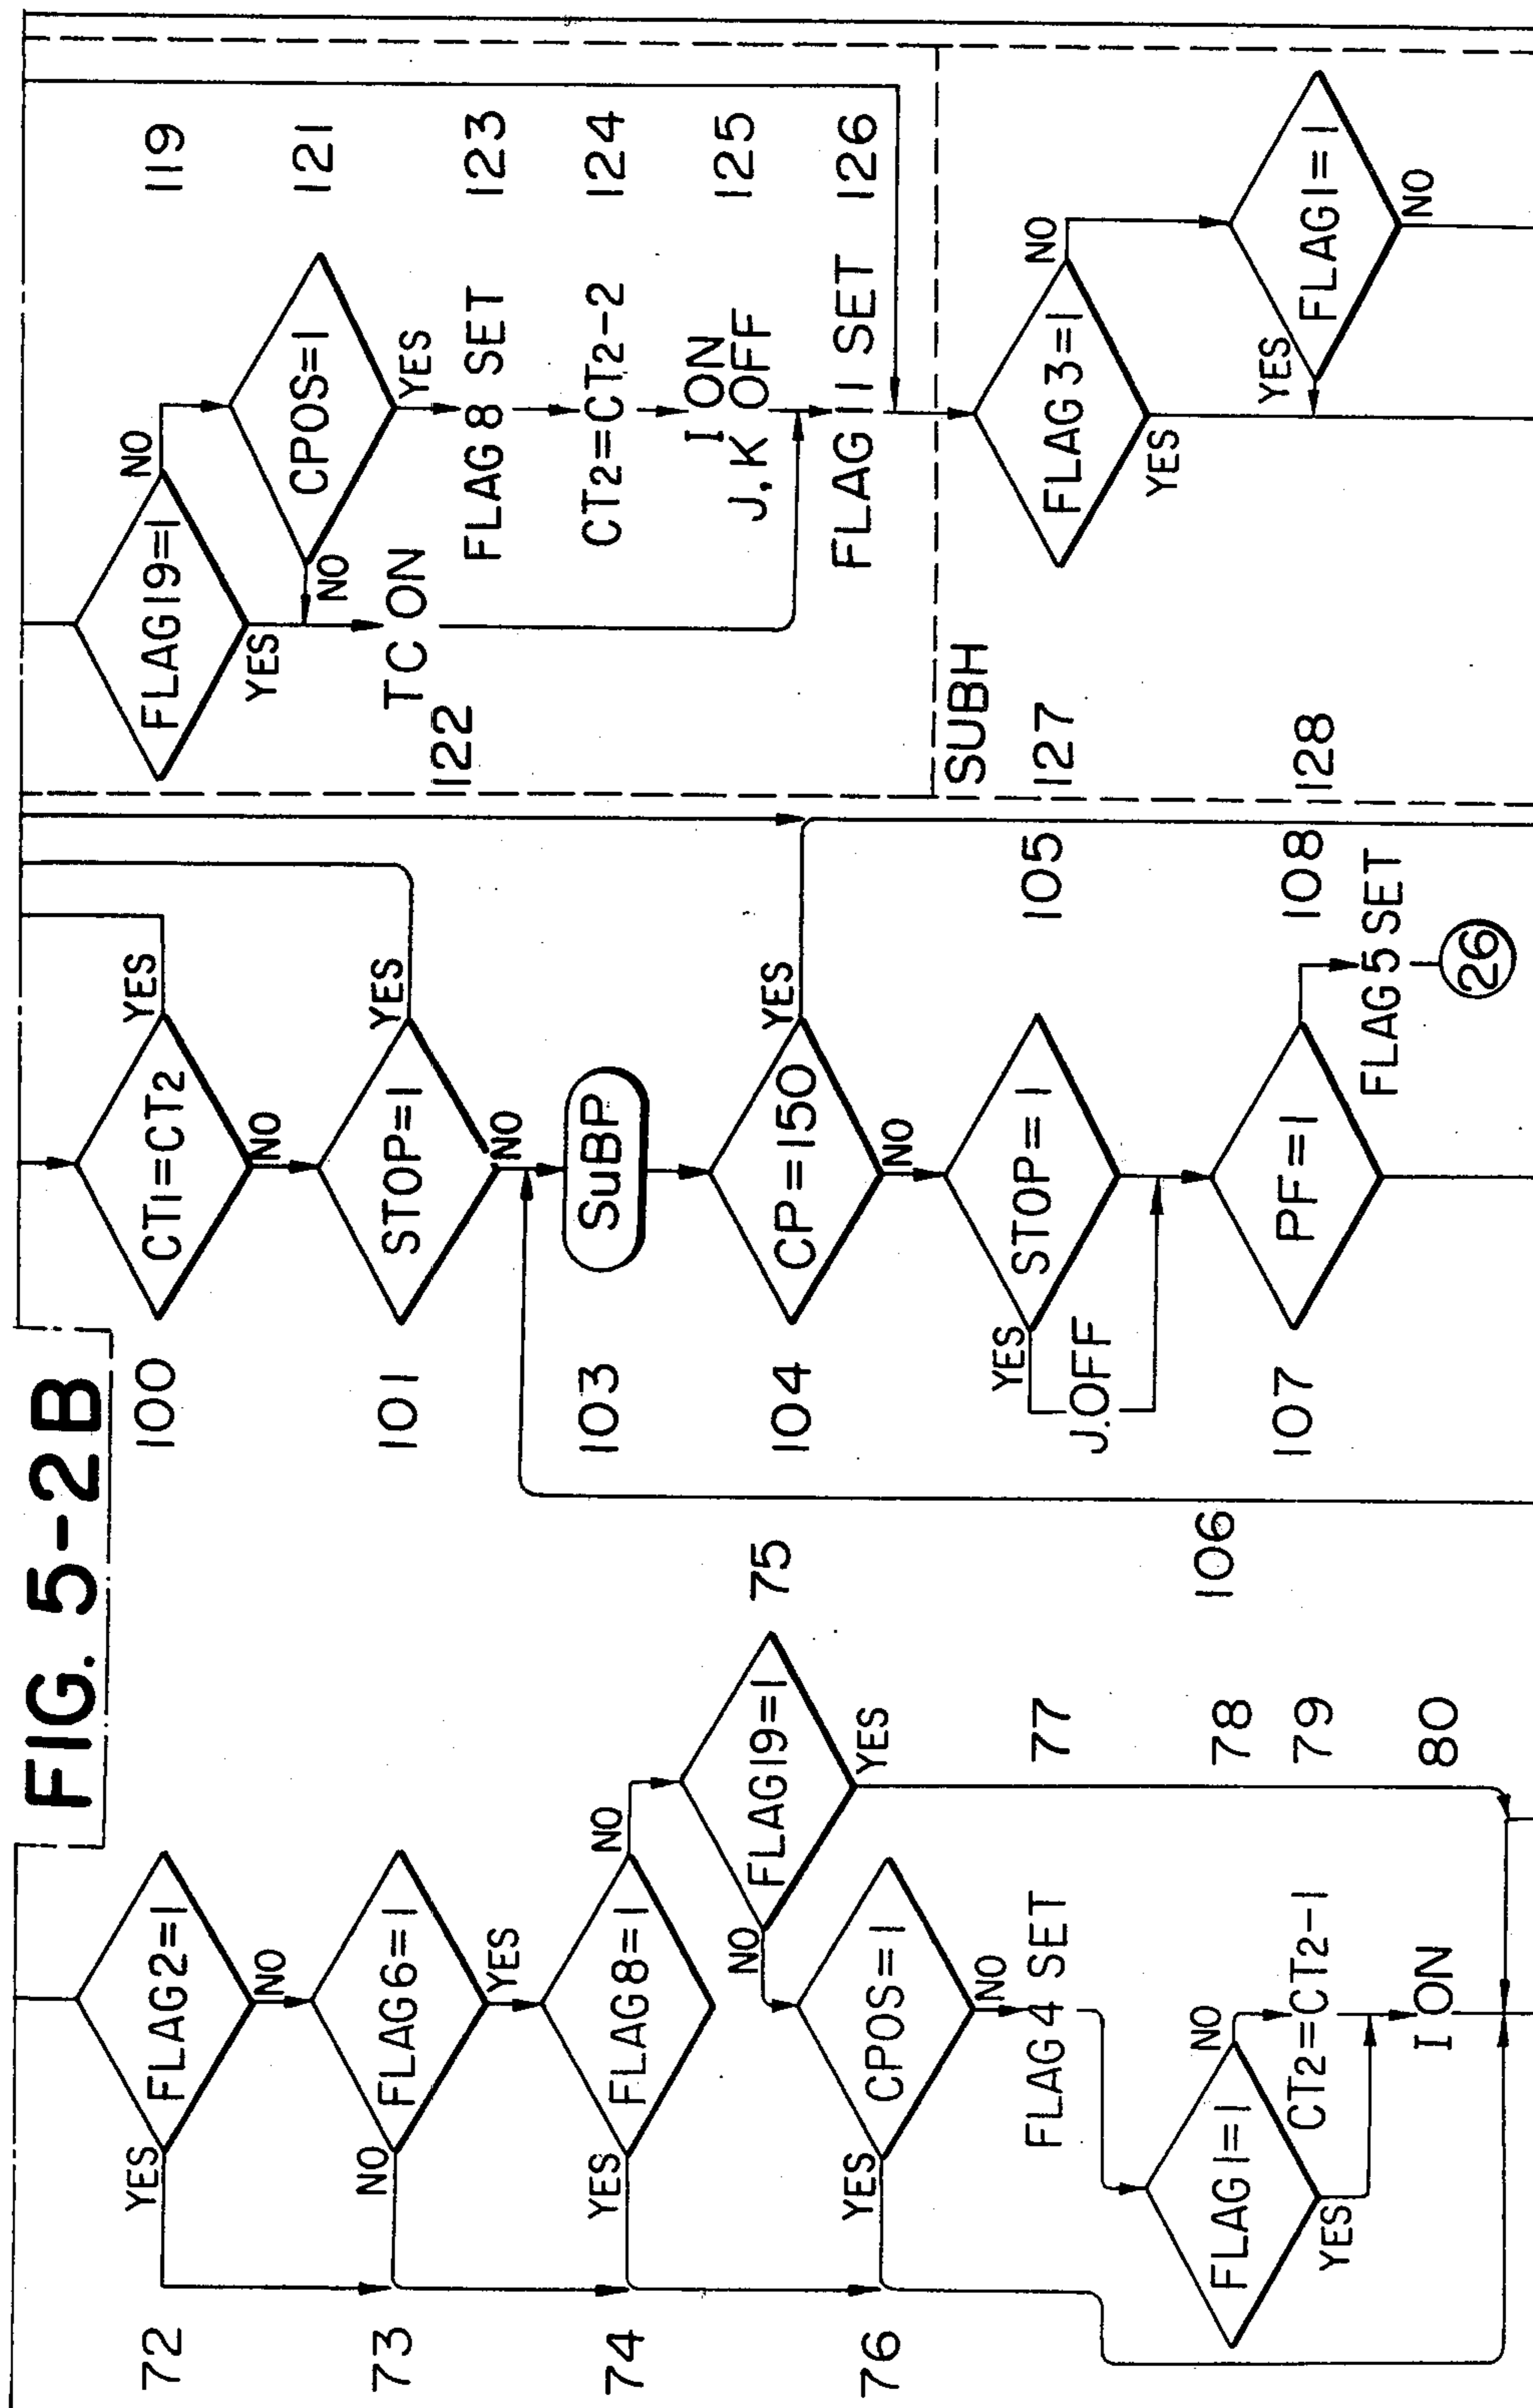 FIG. 5-2B
72
FLAG2=1
YES
NO
73
FLAG6=1
NO
YES
74
FLAG8=1
NO
YES
75
FLAG19=1
NO
YES
76
CPOS=1
YES
NO
77
FLAG4 SET
78
FLAG1=1
NO
YES
79
CT2=CT2-1
80
I ON
100
CT1=CT2
YES
NO
101
STOP=1
YES
NO
103
SuBP
104
CP=150
YES
NO
105
STOP=1
YES
J.OFF
106
107
PF=1
108
FLAG5 SET
26
119
FLAG19=1
NO
YES
121
CPOS=1
NO
YES
122
TC ON
123
FLAG8 SET
124
CT2=CT2-2
125
I ON
J,K OFF
126
FLAG11 SET
SUBH
127
FLAG3=1
NO
YES
128
FLAG1=1
YES
NO